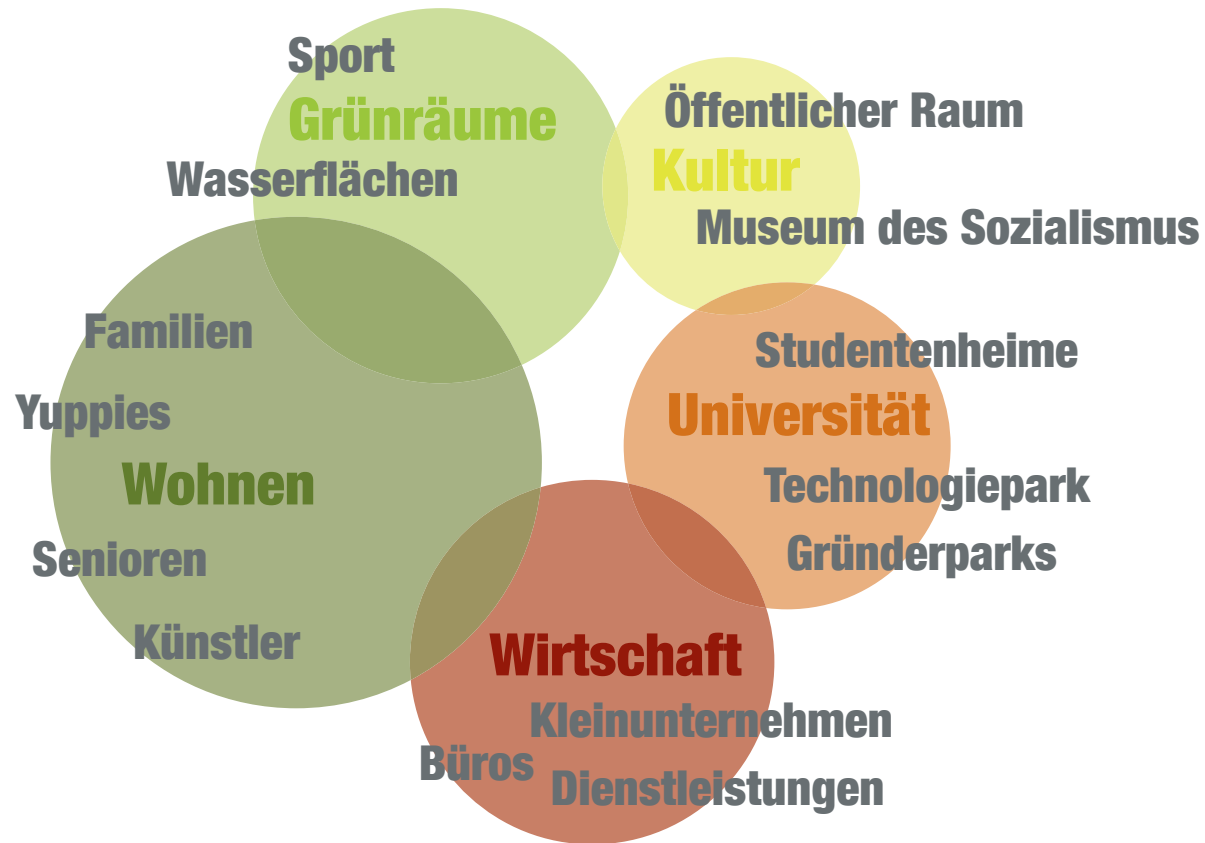 Sport
Grünräume
Wasserflächen
Öffentlicher Raum
Kultur
Museum des Sozialismus
Familien
Yuppies
Wohnen
Senioren
Künstler
Studentenheime
Universität
Technologiepark
Gründerparks
Wirtschaft
Kleinunternehmen
Büros
Dienstleistungen